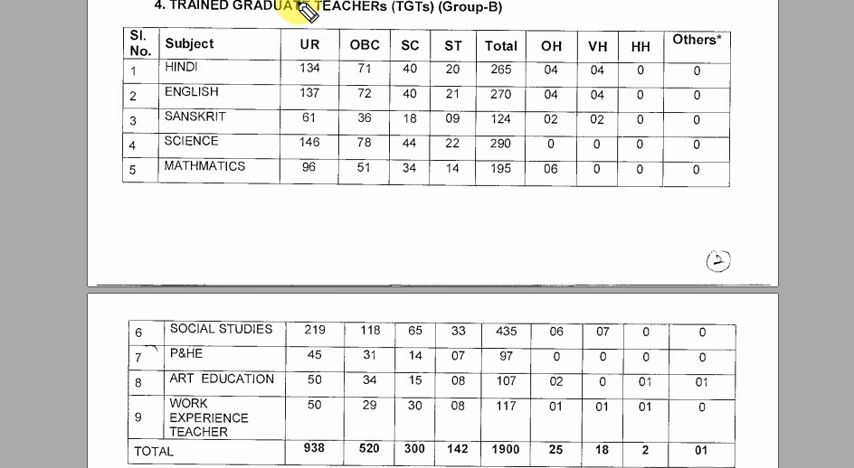 4. TRAINED GRADUATE TEACHERs (TGTs) (Group-B)
Sl. No. Subject UR OBC SC ST Total OH VH HH Others*
1 HINDI 134 71 40 20 265 04 04 0 0
2 ENGLISH 137 72 40 21 270 04 04 0 0
3 SANSKRIT 61 36 18 09 124 02 02 0 0
4 SCIENCE 146 78 44 22 290 0 0 0 0
5 MATHMATICS 96 51 34 14 195 06 0 0 0
2
6 SOCIAL STUDIES 219 118 65 33 435 06 07 0 0
7 P&HE 45 31 14 07 97 0 0 0 0
8 ART EDUCATION 50 34 15 08 107 02 0 01 01
9 WORK EXPERIENCE TEACHER 50 29 30 08 117 01 01 01 0
TOTAL 938 520 300 142 1900 25 18 2 01